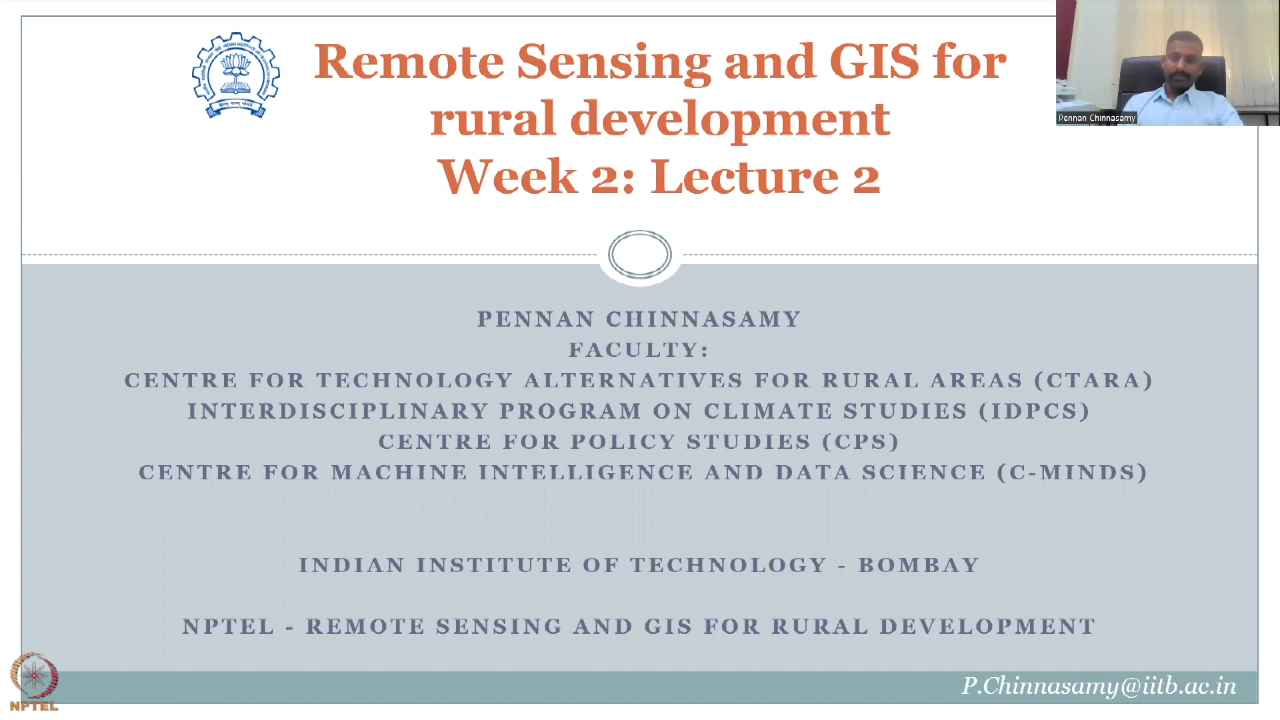 Remote Sensing and GIS for
rural development
Week 2: Lecture 2
Pennan Chinnasamy
PENNAN CHINNASAMY
FACULTY:
CENTRE FOR TECHNOLOGY ALTERNATIVES FOR RURAL AREAS (CTARA)
INTERDISCIPLINARY PROGRAM ON CLIMATE STUDIES (IDPCS)
CENTRE FOR POLICY STUDIES (CPS)
CENTRE FOR MACHINE INTELLIGENCE AND DATA SCIENCE (C-MINDS)
INDIAN INSTITUTE OF TECHNOLOGY - BOMBAY
NPTEL - REMOTE SENSING AND GIS FOR RURAL DEVELOPMENT
P.Chinnasamy@iitb.ac.in
NPTEL